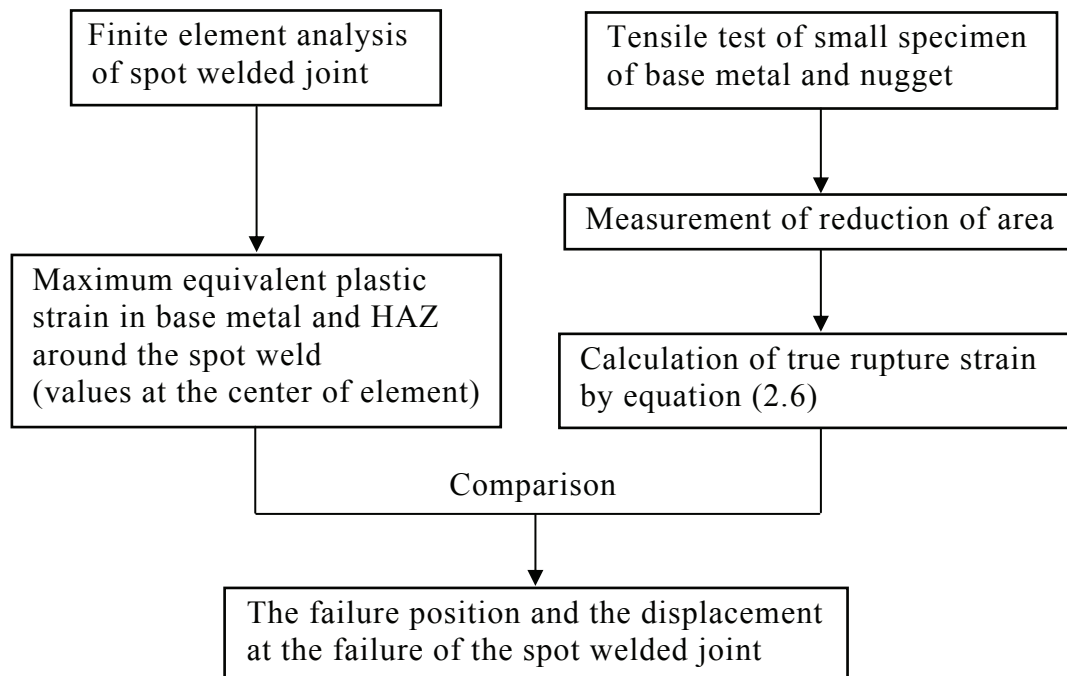 Finite element analysis
of spot welded joint
Tensile test of small specimen
of base metal and nugget
Measurement of reduction of area
Maximum equivalent plastic
strain in base metal and HAZ
around the spot weld
(values at the center of element)
Calculation of true rupture strain
by equation (2.6)
Comparison
The failure position and the displacement
at the failure of the spot welded joint